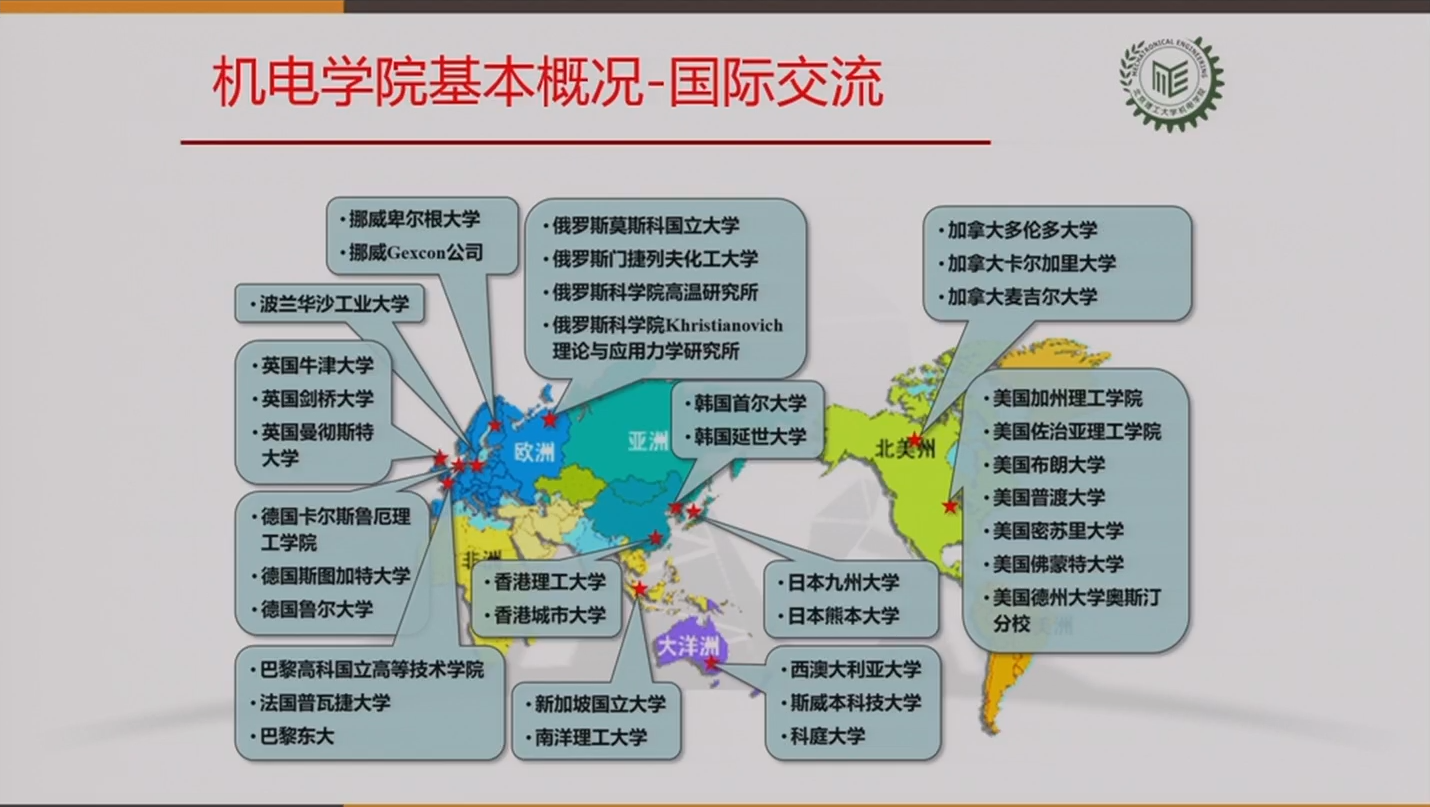 机电学院基本概况-国际交流
MECHATRONICAL ENGINEERING
北京理工大学机电学院
·挪威卑尔根大学
·挪威Gexcon公司
·俄罗斯莫斯科国立大学
·俄罗斯门捷列夫化工大学
·俄罗斯科学院高温研究所
·俄罗斯科学院Khristianovich
理论与应用力学研究所
·加拿大多伦多大学
·加拿大卡尔加里大学
·加拿大麦吉尔大学
·波兰华沙工业大学
·英国牛津大学
·英国剑桥大学
·英国曼彻斯特
大学
·韩国首尔大学
·韩国延世大学
·美国加州理工学院
·美国佐治亚理工学院
·美国布朗大学
·美国普渡大学
·美国密苏里大学
·美国佛蒙特大学
·美国德州大学奥斯汀
分校
欧洲
亚洲
北美州
·德国卡尔斯鲁厄理
工学院
·德国斯图加特大学
·德国鲁尔大学
非洲
·香港理工大学
·香港城市大学
·日本九州大学
·日本熊本大学
大洋洲
美洲
·巴黎高科国立高等技术学院
·法国普瓦捷大学
·巴黎东大
·新加坡国立大学
·南洋理工大学
·西澳大利亚大学
·斯威本科技大学
·科庭大学